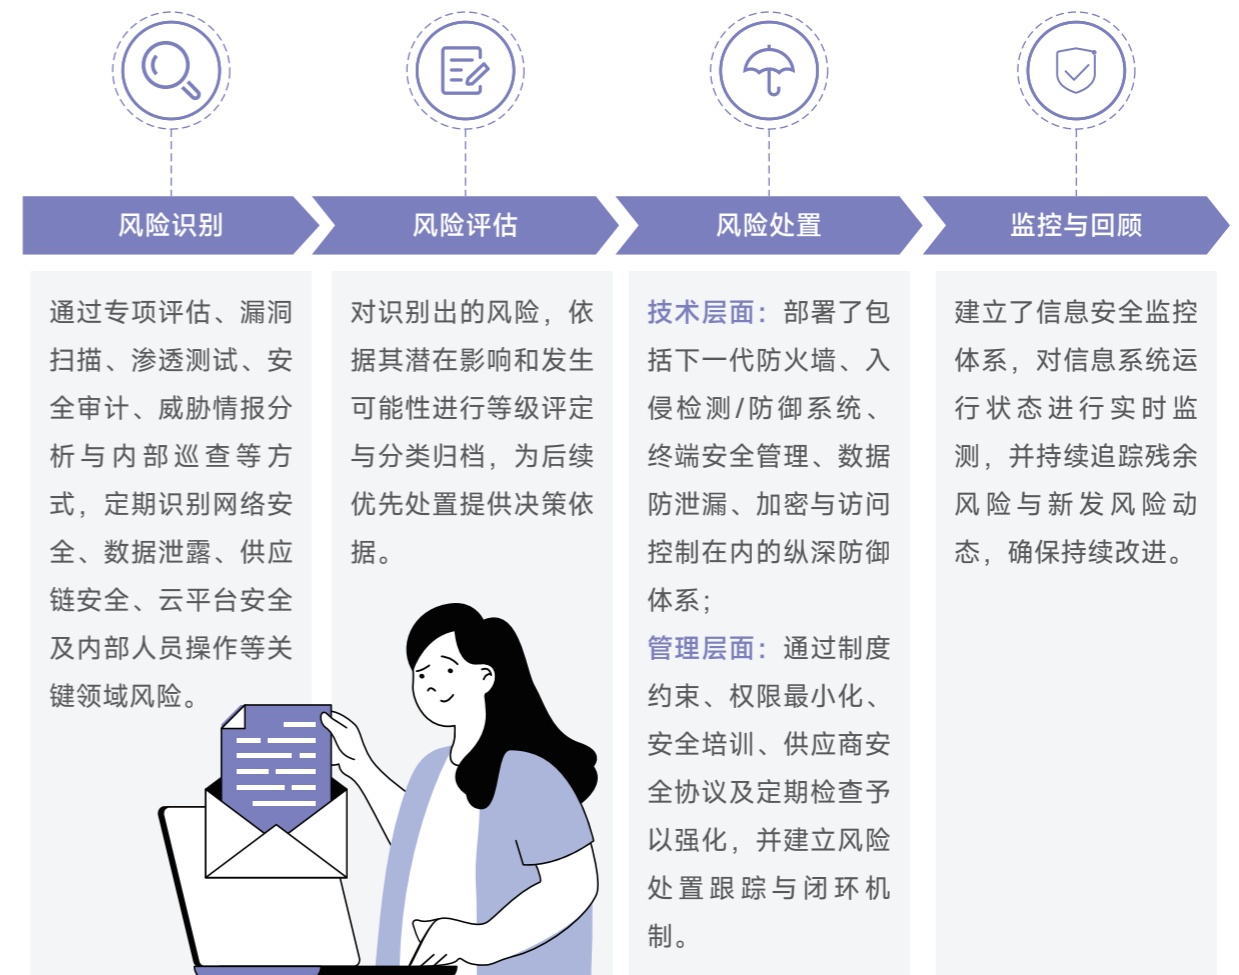 风险识别
通过专项评估、漏洞
扫描、渗透测试、安
全审计、威胁情报分
析与内部巡查等方
式，定期识别网络安
全、数据泄露、供应
链安全、云平台安全
及内部人员操作等关
键领域风险。
风险评估
对识别出的风险，依
据其潜在影响和发生
可能性进行等级评定
与分类归档，为后续
优先处置提供决策依
据。
风险处置
技术层面：部署了包
括下一代防火墙、入
侵检测/防御系统、
终端安全管理、数据
防泄漏、加密与访问
控制在内的纵深防御
体系；
管理层面：通过制度
约束、权限最小化、
安全培训、供应商安
全协议及定期检查予
以强化，并建立风险
处置跟踪与闭环机
制。
监控与回顾
建立了信息安全监控
体系，对信息系统运
行状态进行实时监
测，并持续追踪残余
风险与新发风险动
态，确保持续改进。